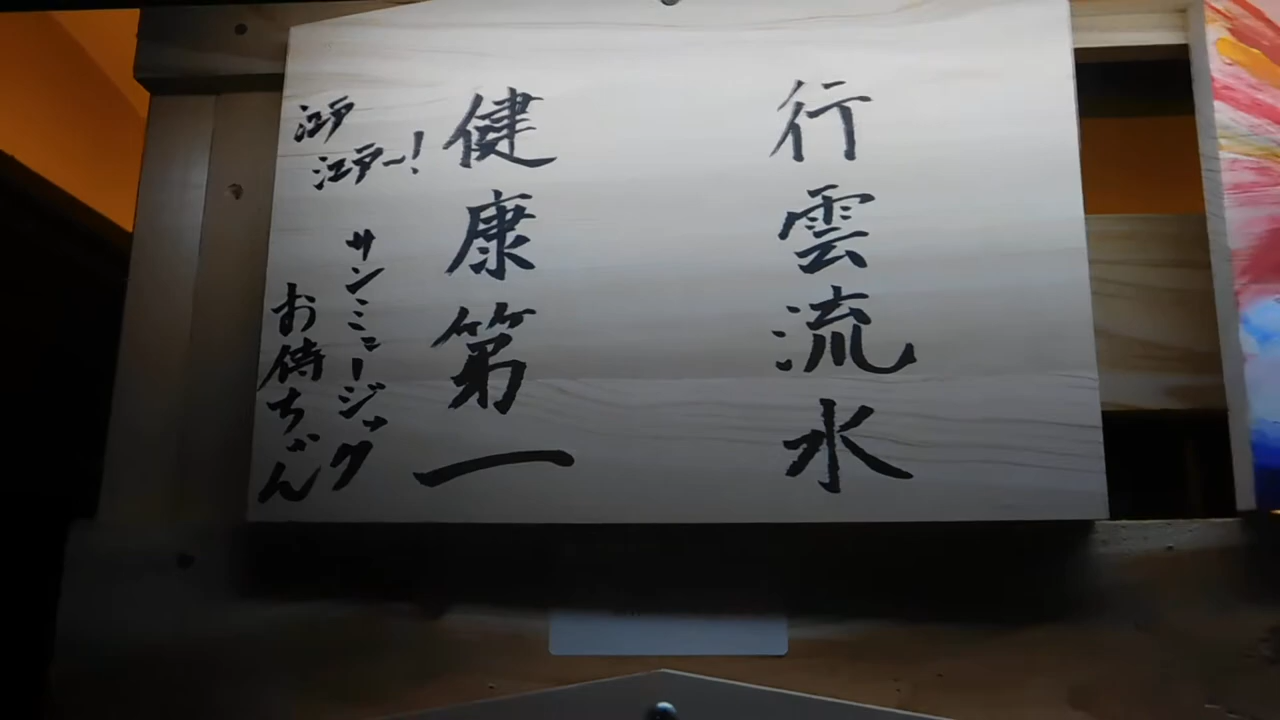 行雲流水
健康第一
江戸
江戸ー!
サンミュージック
お侍ちゃん